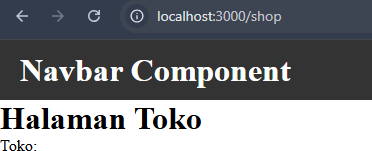 localhost:3000/shop
Navbar Component
Halaman Toko
Toko: